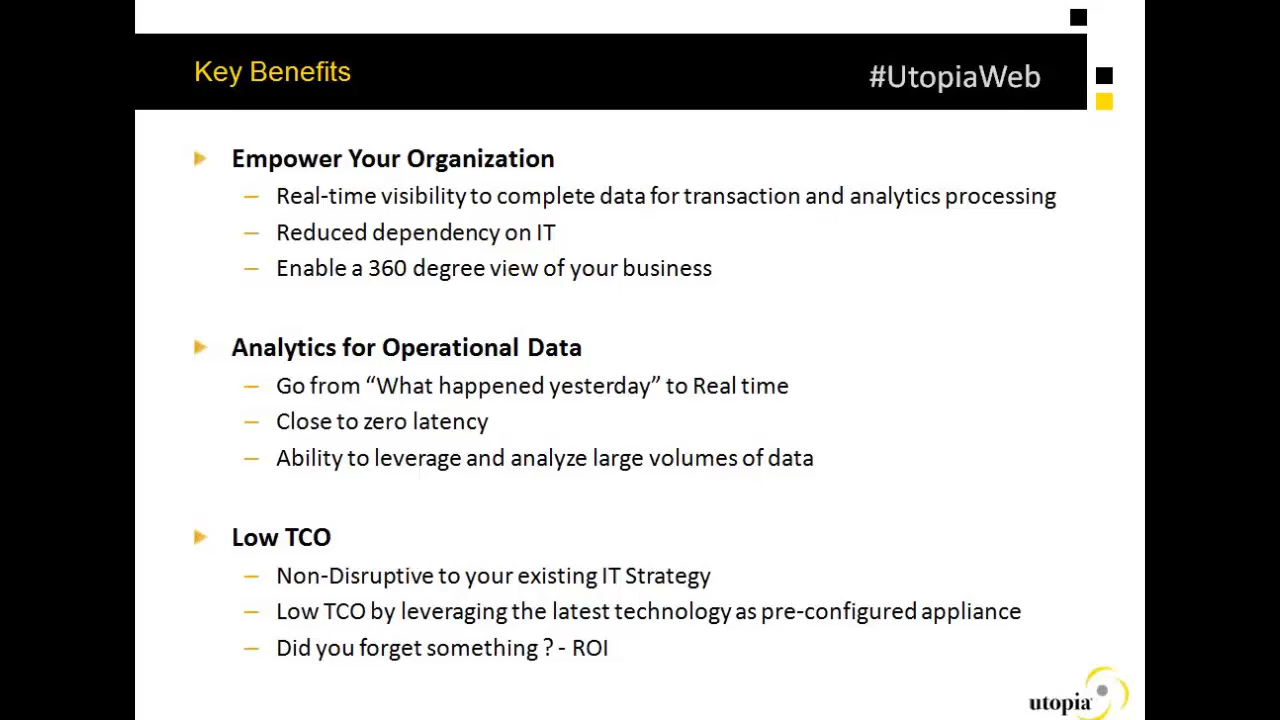 Key Benefits
#UtopiaWeb
Empower Your Organization
– Real-time visibility to complete data for transaction and analytics processing
– Reduced dependency on IT
– Enable a 360 degree view of your business
Analytics for Operational Data
– Go from “What happened yesterday” to Real time
– Close to zero latency
– Ability to leverage and analyze large volumes of data
Low TCO
– Non-Disruptive to your existing IT Strategy
– Low TCO by leveraging the latest technology as pre-configured appliance
– Did you forget something ? - ROI
utopia